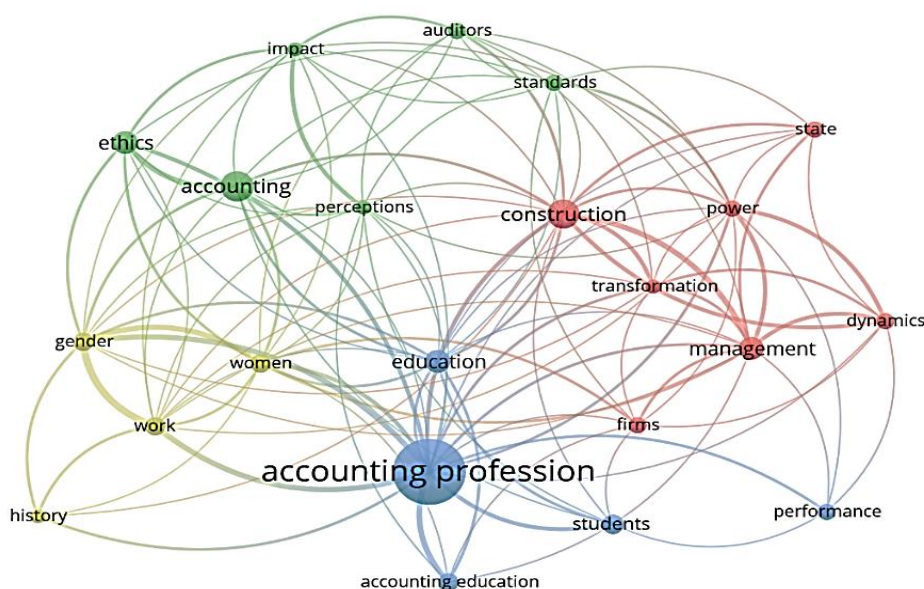 auditors
impact
standards
state
ethics
accounting
perceptions
construction
power
transformation
dynamics
gender
women
education
management
work
firms
accounting profession
history
students
performance
accounting education